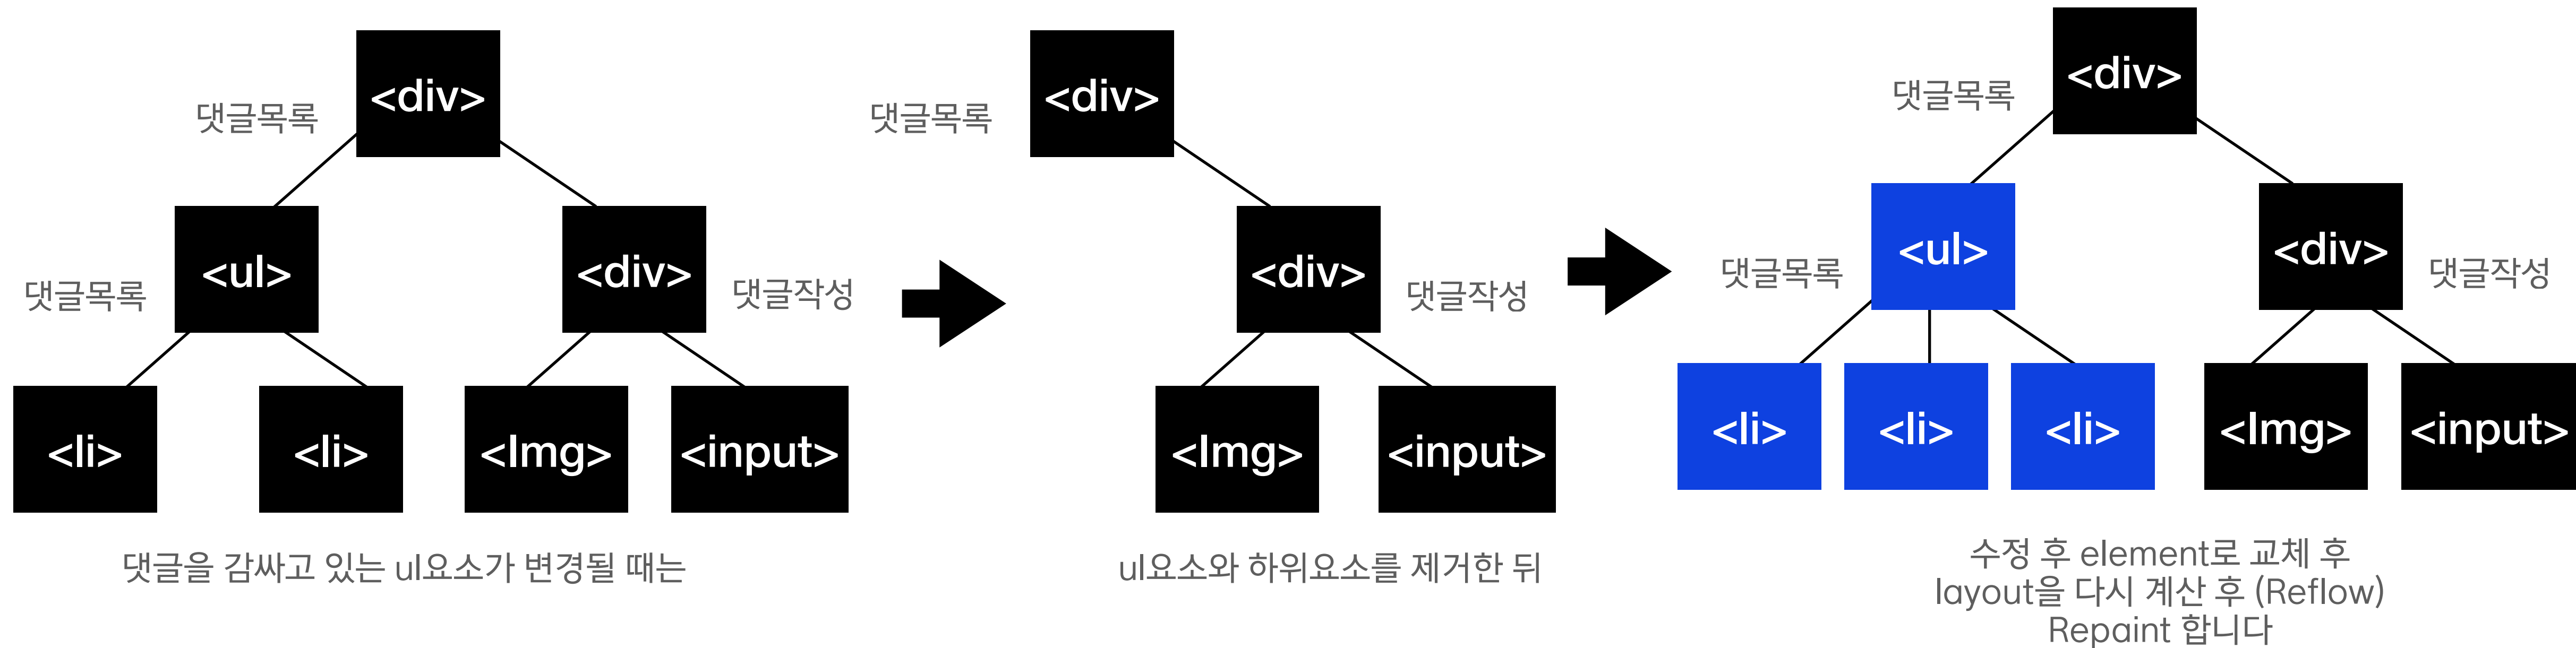 <div>
댓글목록
<ul>
댓글목록
<div>
댓글작성
<li>
<li>
<Img>
<input>
댓글을 감싸고 있는 ul요소가 변경될 때는
<div>
댓글목록
<div>
댓글작성
<Img>
<input>
ul요소와 하위요소를 제거한 뒤
<div>
댓글목록
<ul>
댓글목록
<div>
댓글작성
<li>
<li>
<li>
<Img>
<input>
수정 후 element로 교체 후
layout을 다시 계산 후 (Reflow)
Repaint 합니다